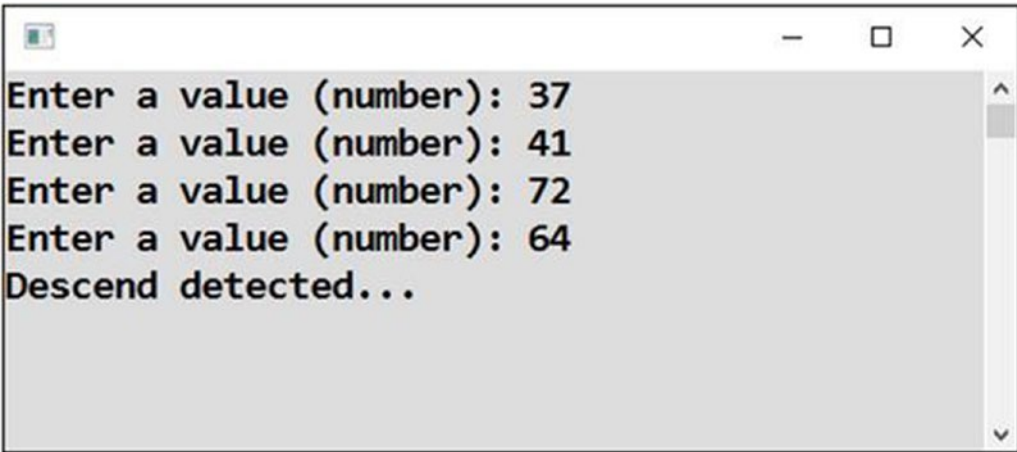 Enter a value (number): 37
Enter a value (number): 41
Enter a value (number): 72
Enter a value (number): 64
Descend detected...